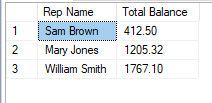 Rep Name Total Balance
1 Sam Brown 412.50
2 Mary Jones 1205.32
3 William Smith 1767.10